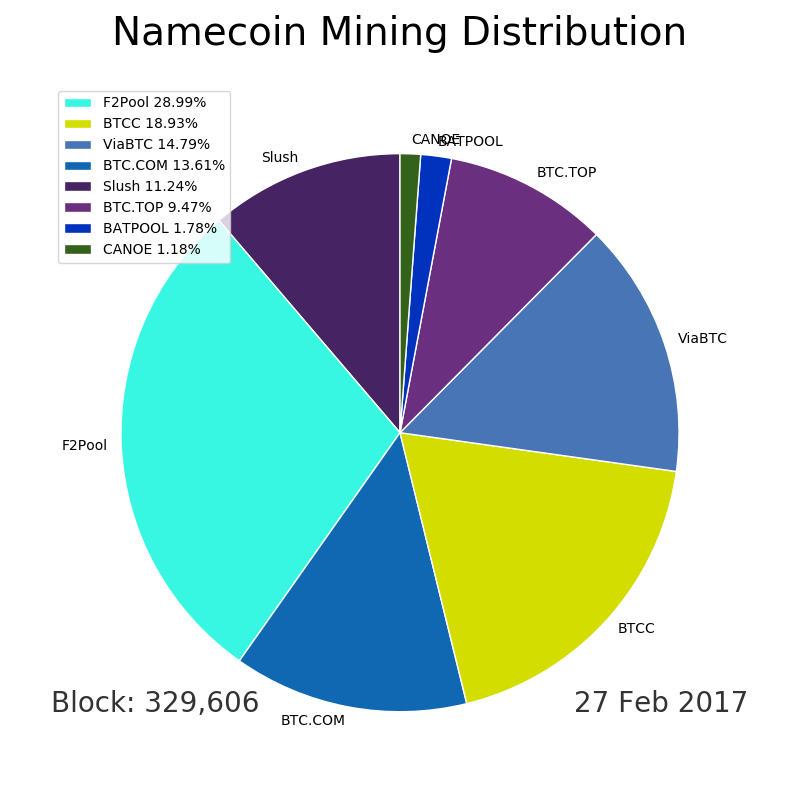 Namecoin Mining Distribution
F2Pool 28.99%
BTCC 18.93%
ViaBTC 14.79%
BTC.COM 13.61%
Slush 11.24%
BTC.TOP 9.47%
BATPOOL 1.78%
CANOE 1.18%
CANOE
BATPOOL
Slush
BTC.TOP
ViaBTC
F2Pool
BTCC
Block: 329,606
27 Feb 2017
BTC.COM